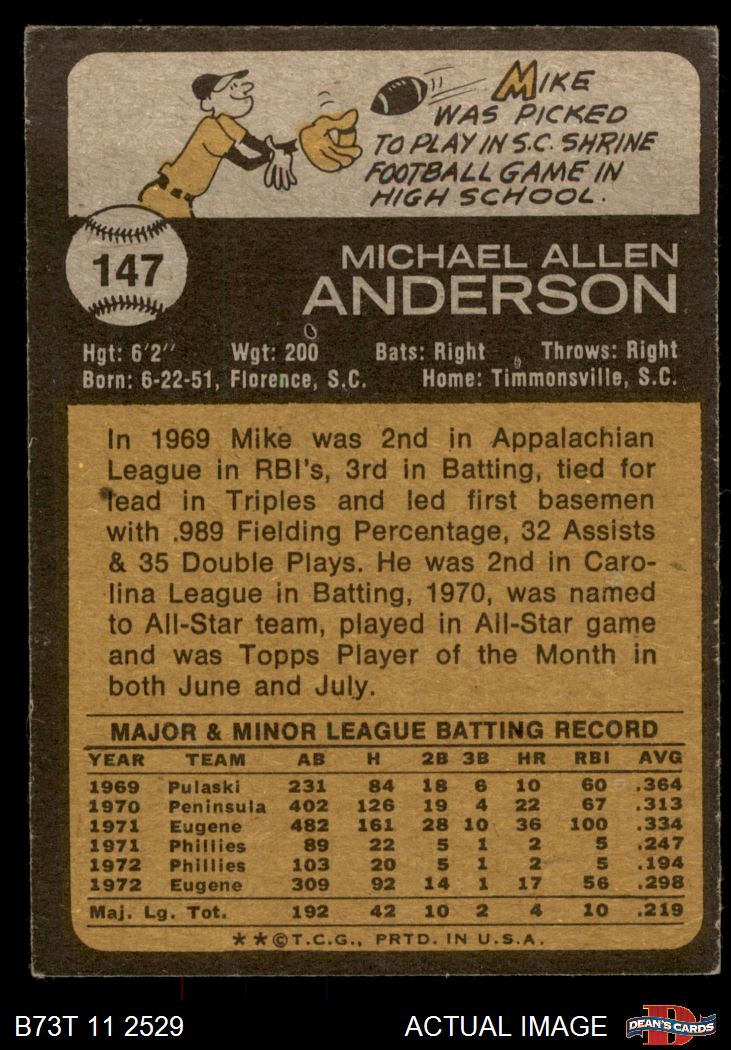 MIKE
WAS PICKED
TO PLAY IN S.C. SHRINE
FOOTBALL GAME IN
HIGH SCHOOL.
147
MICHAEL ALLEN
ANDERSON
Hgt: 6'2" Wgt: 200 Bats: Right Throws: Right
Born: 6-22-51, Florence, S.C. Home: Timmonsville, S.C.
In 1969 Mike was 2nd in Appalachian
League in RBI's, 3rd in Batting, tied for
lead in Triples and led first basemen
with .989 Fielding Percentage, 32 Assists
& 35 Double Plays. He was 2nd in Caro-
lina League in Batting, 1970, was named
to All-Star team, played in All-Star game
and was Topps Player of the Month in
both June and July.
MAJOR & MINOR LEAGUE BATTING RECORD
YEAR TEAM AB H 2B 3B HR RBI AVG
1969 Pulaski 231 84 18 6 10 60 .364
1970 Peninsula 402 126 19 4 22 67 .313
1971 Eugene 482 161 28 10 36 100 .334
1971 Phillies 89 22 5 1 2 5 .247
1972 Phillies 103 20 5 1 2 5 .194
1972 Eugene 309 92 14 1 17 56 .298
Maj. Lg. Tot. 192 42 10 2 4 10 .219
**©T.C.G., PRTD. IN U.S.A.
B73T 11 2529 ACTUAL IMAGE DEAN'S CARDS